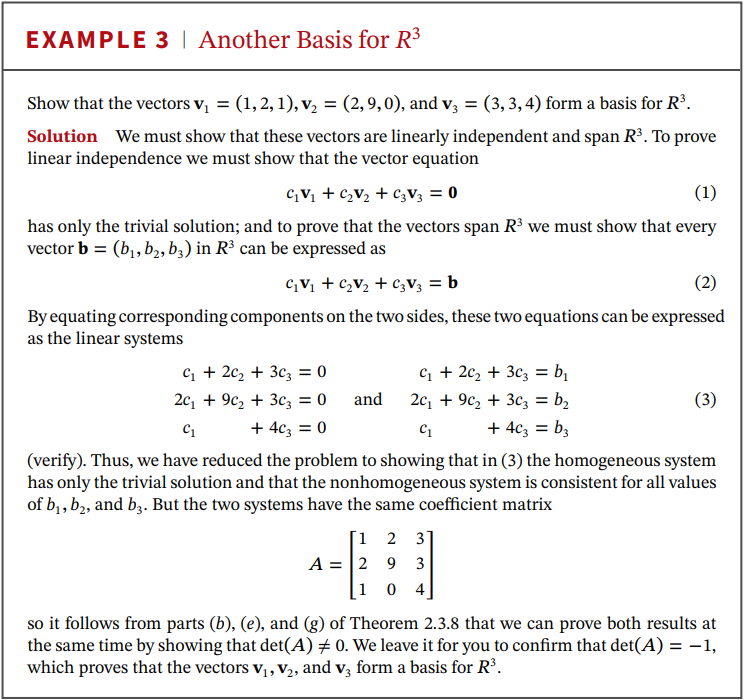 EXAMPLE 3 | Another Basis for R³
Show that the vectors v₁ = (1, 2, 1), v₂ = (2, 9, 0), and v₃ = (3, 3, 4) form a basis for R³.
Solution We must show that these vectors are linearly independent and span R³. To prove
linear independence we must show that the vector equation
c₁v₁ + c₂v₂ + c₃v₃ = 0 (1)
has only the trivial solution; and to prove that the vectors span R³ we must show that every
vector b = (b₁, b₂, b₃) in R³ can be expressed as
c₁v₁ + c₂v₂ + c₃v₃ = b (2)
By equating corresponding components on the two sides, these two equations can be expressed
as the linear systems
c₁ + 2c₂ + 3c₃ = 0 c₁ + 2c₂ + 3c₃ = b₁
2c₁ + 9c₂ + 3c₃ = 0 and 2c₁ + 9c₂ + 3c₃ = b₂ (3)
c₁ + 4c₃ = 0 c₁ + 4c₃ = b₃
(verify). Thus, we have reduced the problem to showing that in (3) the homogeneous system
has only the trivial solution and that the nonhomogeneous system is consistent for all values
of b₁, b₂, and b₃. But the two systems have the same coefficient matrix
1 2 3
A = 2 9 3
1 0 4
so it follows from parts (b), (e), and (g) of Theorem 2.3.8 that we can prove both results at
the same time by showing that det(A) ≠ 0. We leave it for you to confirm that det(A) = −1,
which proves that the vectors v₁, v₂, and v₃ form a basis for R³.